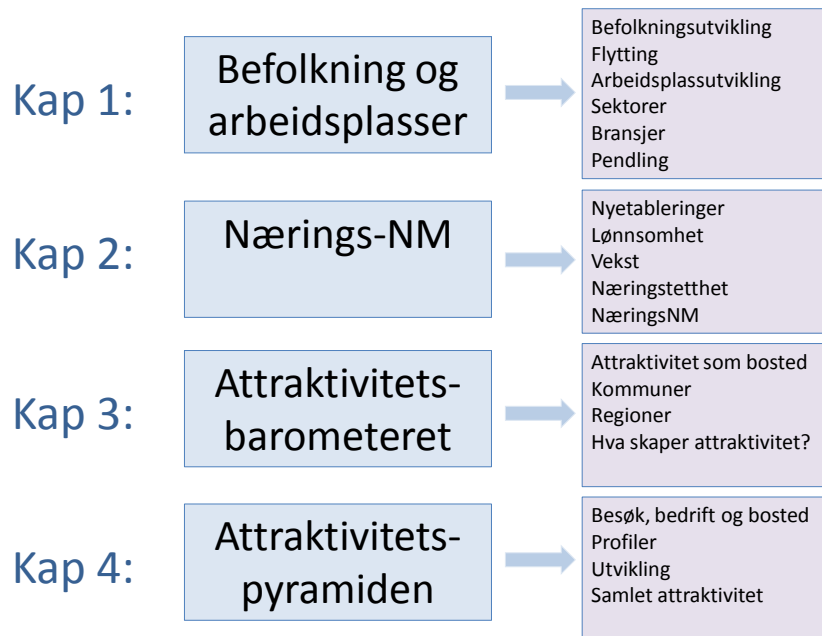 Kap 1:
Befolkning og
arbeidsplasser
Befolkningsutvikling
Flytting
Arbeidsplassutvikling
Sektorer
Bransjer
Pendling
Kap 2:
Nærings-NM
Nyetableringer
Lønnsomhet
Vekst
Næringstetthet
NæringsNM
Kap 3:
Attraktivitets-
barometeret
Attraktivitet som bosted
Kommuner
Regioner
Hva skaper attraktivitet?
Kap 4:
Attraktivitets-
pyramiden
Besøk, bedrift og bosted
Profiler
Utvikling
Samlet attraktivitet